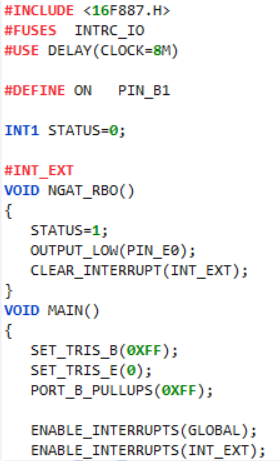 #INCLUDE <16F887.H>
#FUSES INTRC_IO
#USE DELAY(CLOCK=8M)
#DEFINE ON PIN_B1
INT1 STATUS=0;
#INT_EXT
VOID NGAT_RBO()
{
STATUS=1;
OUTPUT_LOW(PIN_E0);
CLEAR_INTERRUPT(INT_EXT);
}
VOID MAIN()
{
SET_TRIS_B(0XFF);
SET_TRIS_E(0);
PORT_B_PULLUPS(0XFF);
ENABLE_INTERRUPTS(GLOBAL);
ENABLE_INTERRUPTS(INT_EXT);